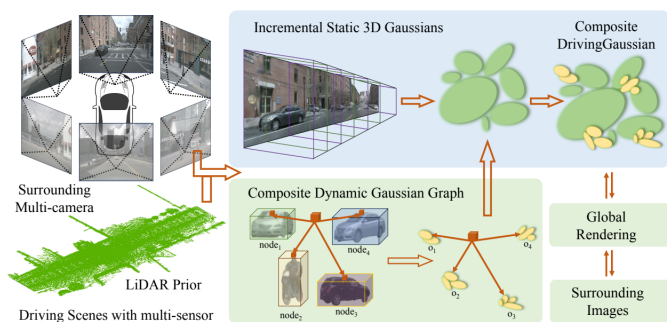 Incremental Static 3D Gaussians
Composite
DrivingGaussian
Surrounding
Multi-camera
LiDAR Prior
Driving Scenes with multi-sensor
Composite Dynamic Gaussian Graph
node1
node4
node2
node3
o1
o4
o2
o3
Global
Rendering
Surrounding
Images